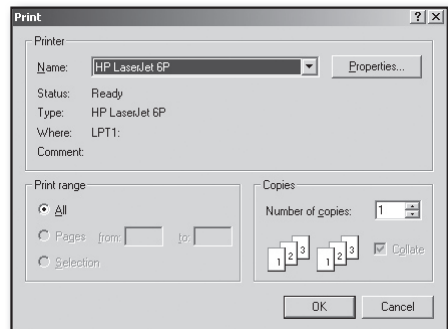 Print
Printer
Name: HP LaserJet 6P Properties...
Status: Ready
Type: HP LaserJet 6P
Where: LPT1:
Comment:
Print range
All
Pages from: to:
Selection
Copies
Number of copies: 1
1 2 3 1 2 3 Collate
OK Cancel